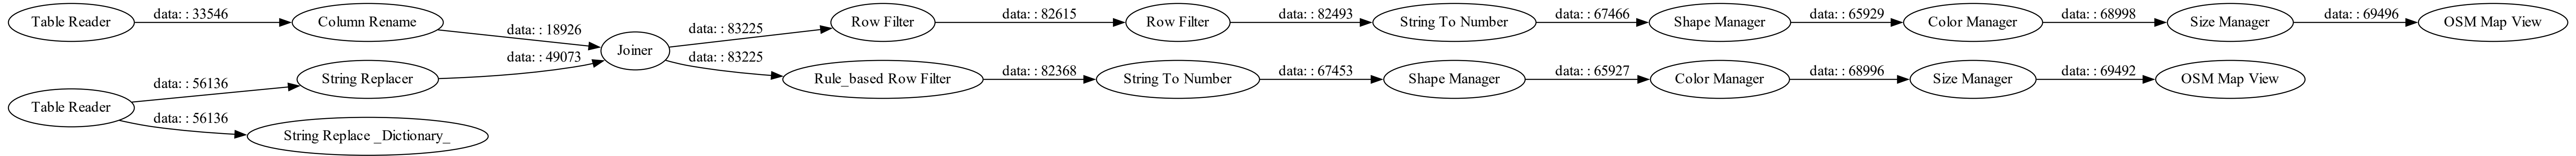 Table Reader
data: : 33546
Column Rename
data: : 18926
Joiner
data: : 83225
Row Filter
data: : 82615
Row Filter
data: : 82493
String To Number
data: : 67466
Shape Manager
data: : 65929
Color Manager
data: : 68998
Size Manager
data: : 69496
OSM Map View
Table Reader
data: : 56136
String Replacer
data: : 49073
data: : 83225
Rule_based Row Filter
data: : 82368
String To Number
data: : 67453
Shape Manager
data: : 65927
Color Manager
data: : 68996
Size Manager
data: : 69492
OSM Map View
data: : 56136
String Replace _Dictionary_